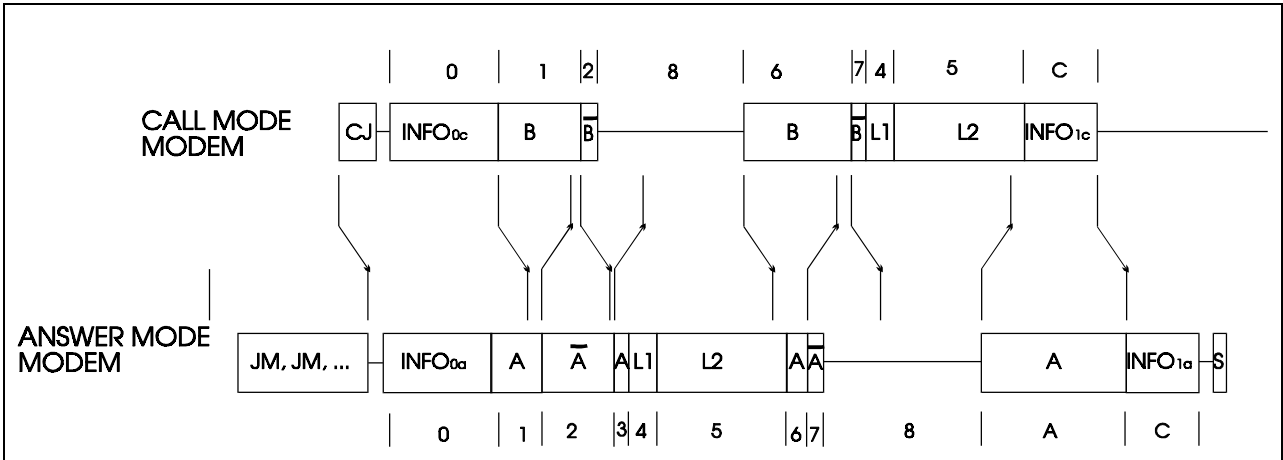 0 1 2 8 6 7 4 5 C
CALL MODE
MODEM
CJ INFO0c B B̅ B B̅ L1 L2 INFO1c
ANSWER MODE
MODEM
JM, JM, ... INFO0a A A̅ A L1 L2 A A̅ A INFO1a S
0 1 2 3 4 5 6 7 8 A C